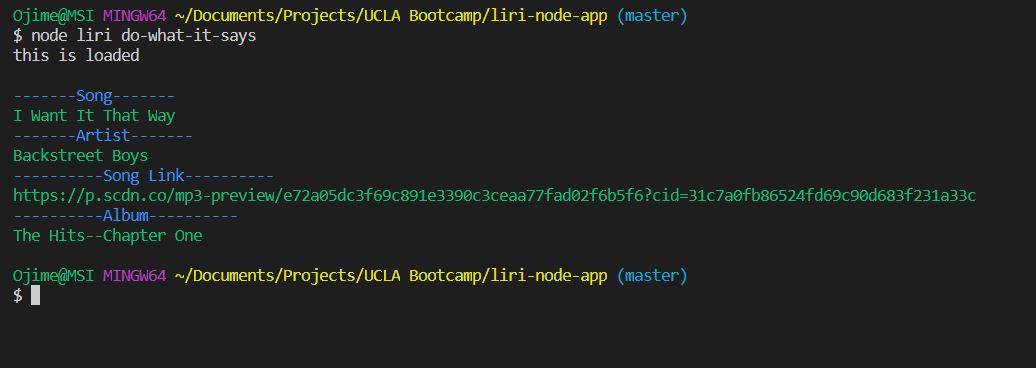 Ojime@MSI MINGW64 ~/Documents/Projects/UCLA Bootcamp/liri-node-app (master)
$ node liri do-what-it-says
this is loaded
-------Song-------
I Want It That Way
-------Artist-------
Backstreet Boys
----------Song Link----------
https://p.scdn.co/mp3-preview/e72a05dc3f69c891e3390c3ceaa77fad02f6b5f6?cid=31c7a0fb86524fd69c90d683f231a33c
----------Album----------
The Hits--Chapter One
Ojime@MSI MINGW64 ~/Documents/Projects/UCLA Bootcamp/liri-node-app (master)
$